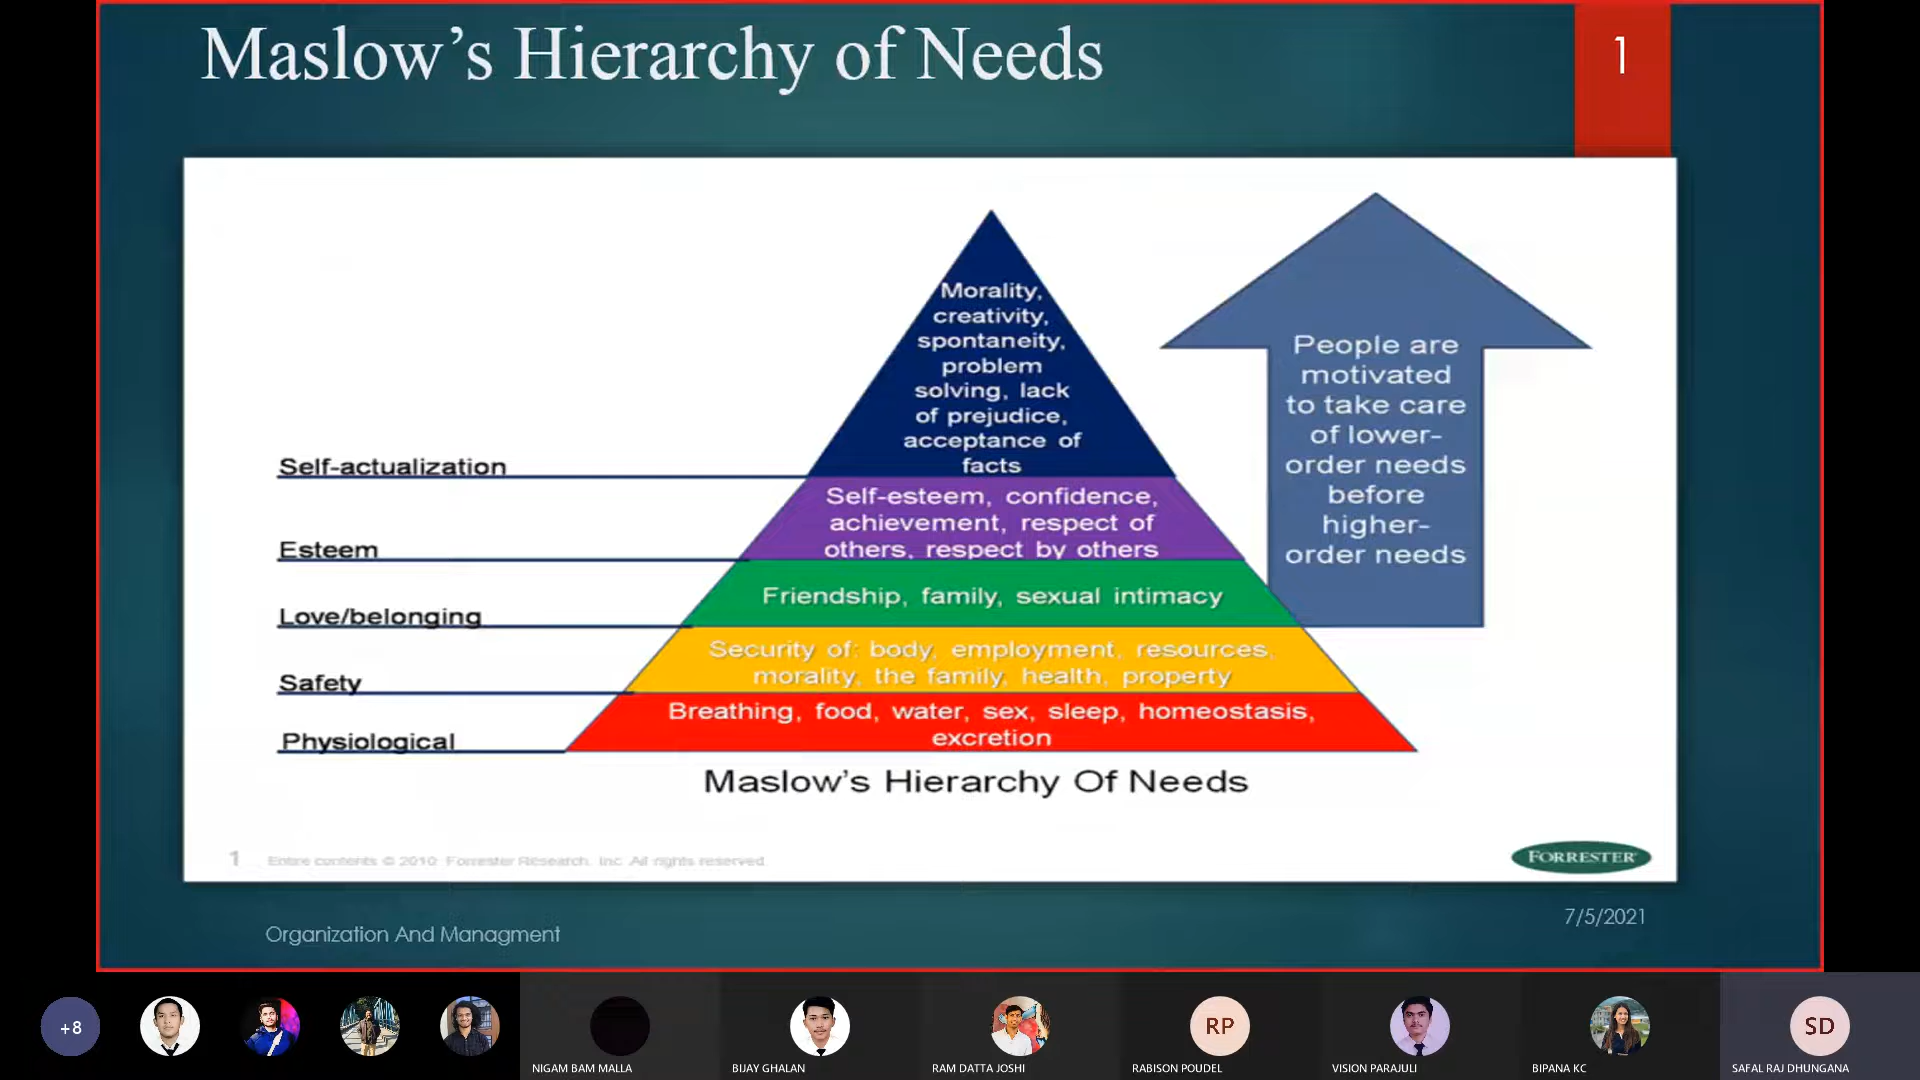 Maslow’s Hierarchy of Needs
1
Morality,
creativity,
spontaneity,
problem
solving, lack
of prejudice,
acceptance of
facts
Self-actualization
Self-esteem, confidence,
achievement, respect of
others, respect by others
Esteem
Friendship, family, sexual intimacy
Love/belonging
Security of: body, employment, resources,
morality, the family, health, property
Safety
Breathing, food, water, sex, sleep, homeostasis,
excretion
Physiological
People are
motivated
to take care
of lower-
order needs
before
higher-
order needs
Maslow’s Hierarchy Of Needs
1 Entire contents © 2010 Forrester Research, Inc. All rights reserved.
FORRESTER
7/5/2021
Organization And Managment
+8
RP
SD
NIGAM BAM MALLA
BIJAY GHALAN
RAM DATTA JOSHI
RABISON POUDEL
VISION PARAJULI
BIPANA KC
SAFAL RAJ DHUNGANA